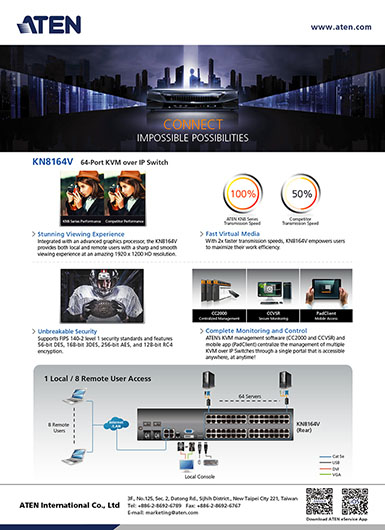 ATEN
www.aten.com
CONNECT
IMPOSSIBLE POSSIBILITIES
KN8164V 64-Port KVM over IP Switch
KN8 Series Performance
Competitor Performance
100%
50%
ATEN KN8 Series
Transmission Speed
Competitor
Transmission Speed
Stunning Viewing Experience
Integrated with an advanced graphics processor, the KN8164V
provides both local and remote users with a sharp and smooth
viewing experience at an amazing 1920 x 1200 HD resolution.
Fast Virtual Media
With 2x faster transmission speeds, KN8164V empowers users
to maximize their work efficiency.
CC2000
Centralized Management
CCVSR
Secure Monitoring
PadClient
Mobile Access
Unbreakable Security
Supports FIPS 140-2 level 1 security standards and features
56-bit DES, 168-bit 3DES, 256-bit AES, and 128-bit RC4
encryption.
Complete Monitoring and Control
ATEN's KVM management software (CC2000 and CCVSR) and
mobile app (PadClient) centralize the management of multiple
KVM over IP Switches through a single portal that is accessible
anywhere, at anytime!
1 Local / 8 Remote User Access
64 Servers
8 Remote
Users
KN8164V
(Rear)
Local Console
Cat 5e
USB
DVI
VGA
ATEN International Co., Ltd
3F., No.125, Sec. 2, Datong Rd., Sijhih District., New Taipei City 221, Taiwan
Tel: +886-2-8692-6789 Fax: +886-2-8692-6767
E-mail: marketing@aten.com
Download ATEN eService App